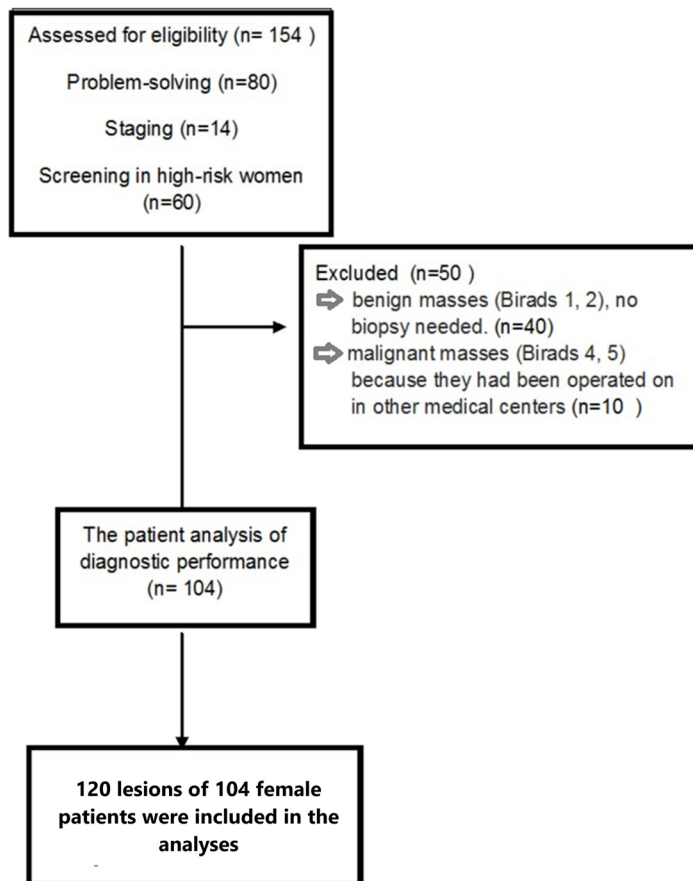 Assessed for eligibility (n= 154 )
Problem-solving (n=80)
Staging (n=14)
Screening in high-risk women
(n=60)
Excluded (n=50 )
benign masses (Birads 1, 2), no
biopsy needed. (n=40)
malignant masses (Birads 4, 5)
because they had been operated on
in other medical centers (n=10 )
The patient analysis of
diagnostic performance
(n= 104)
120 lesions of 104 female
patients were included in the
analyses